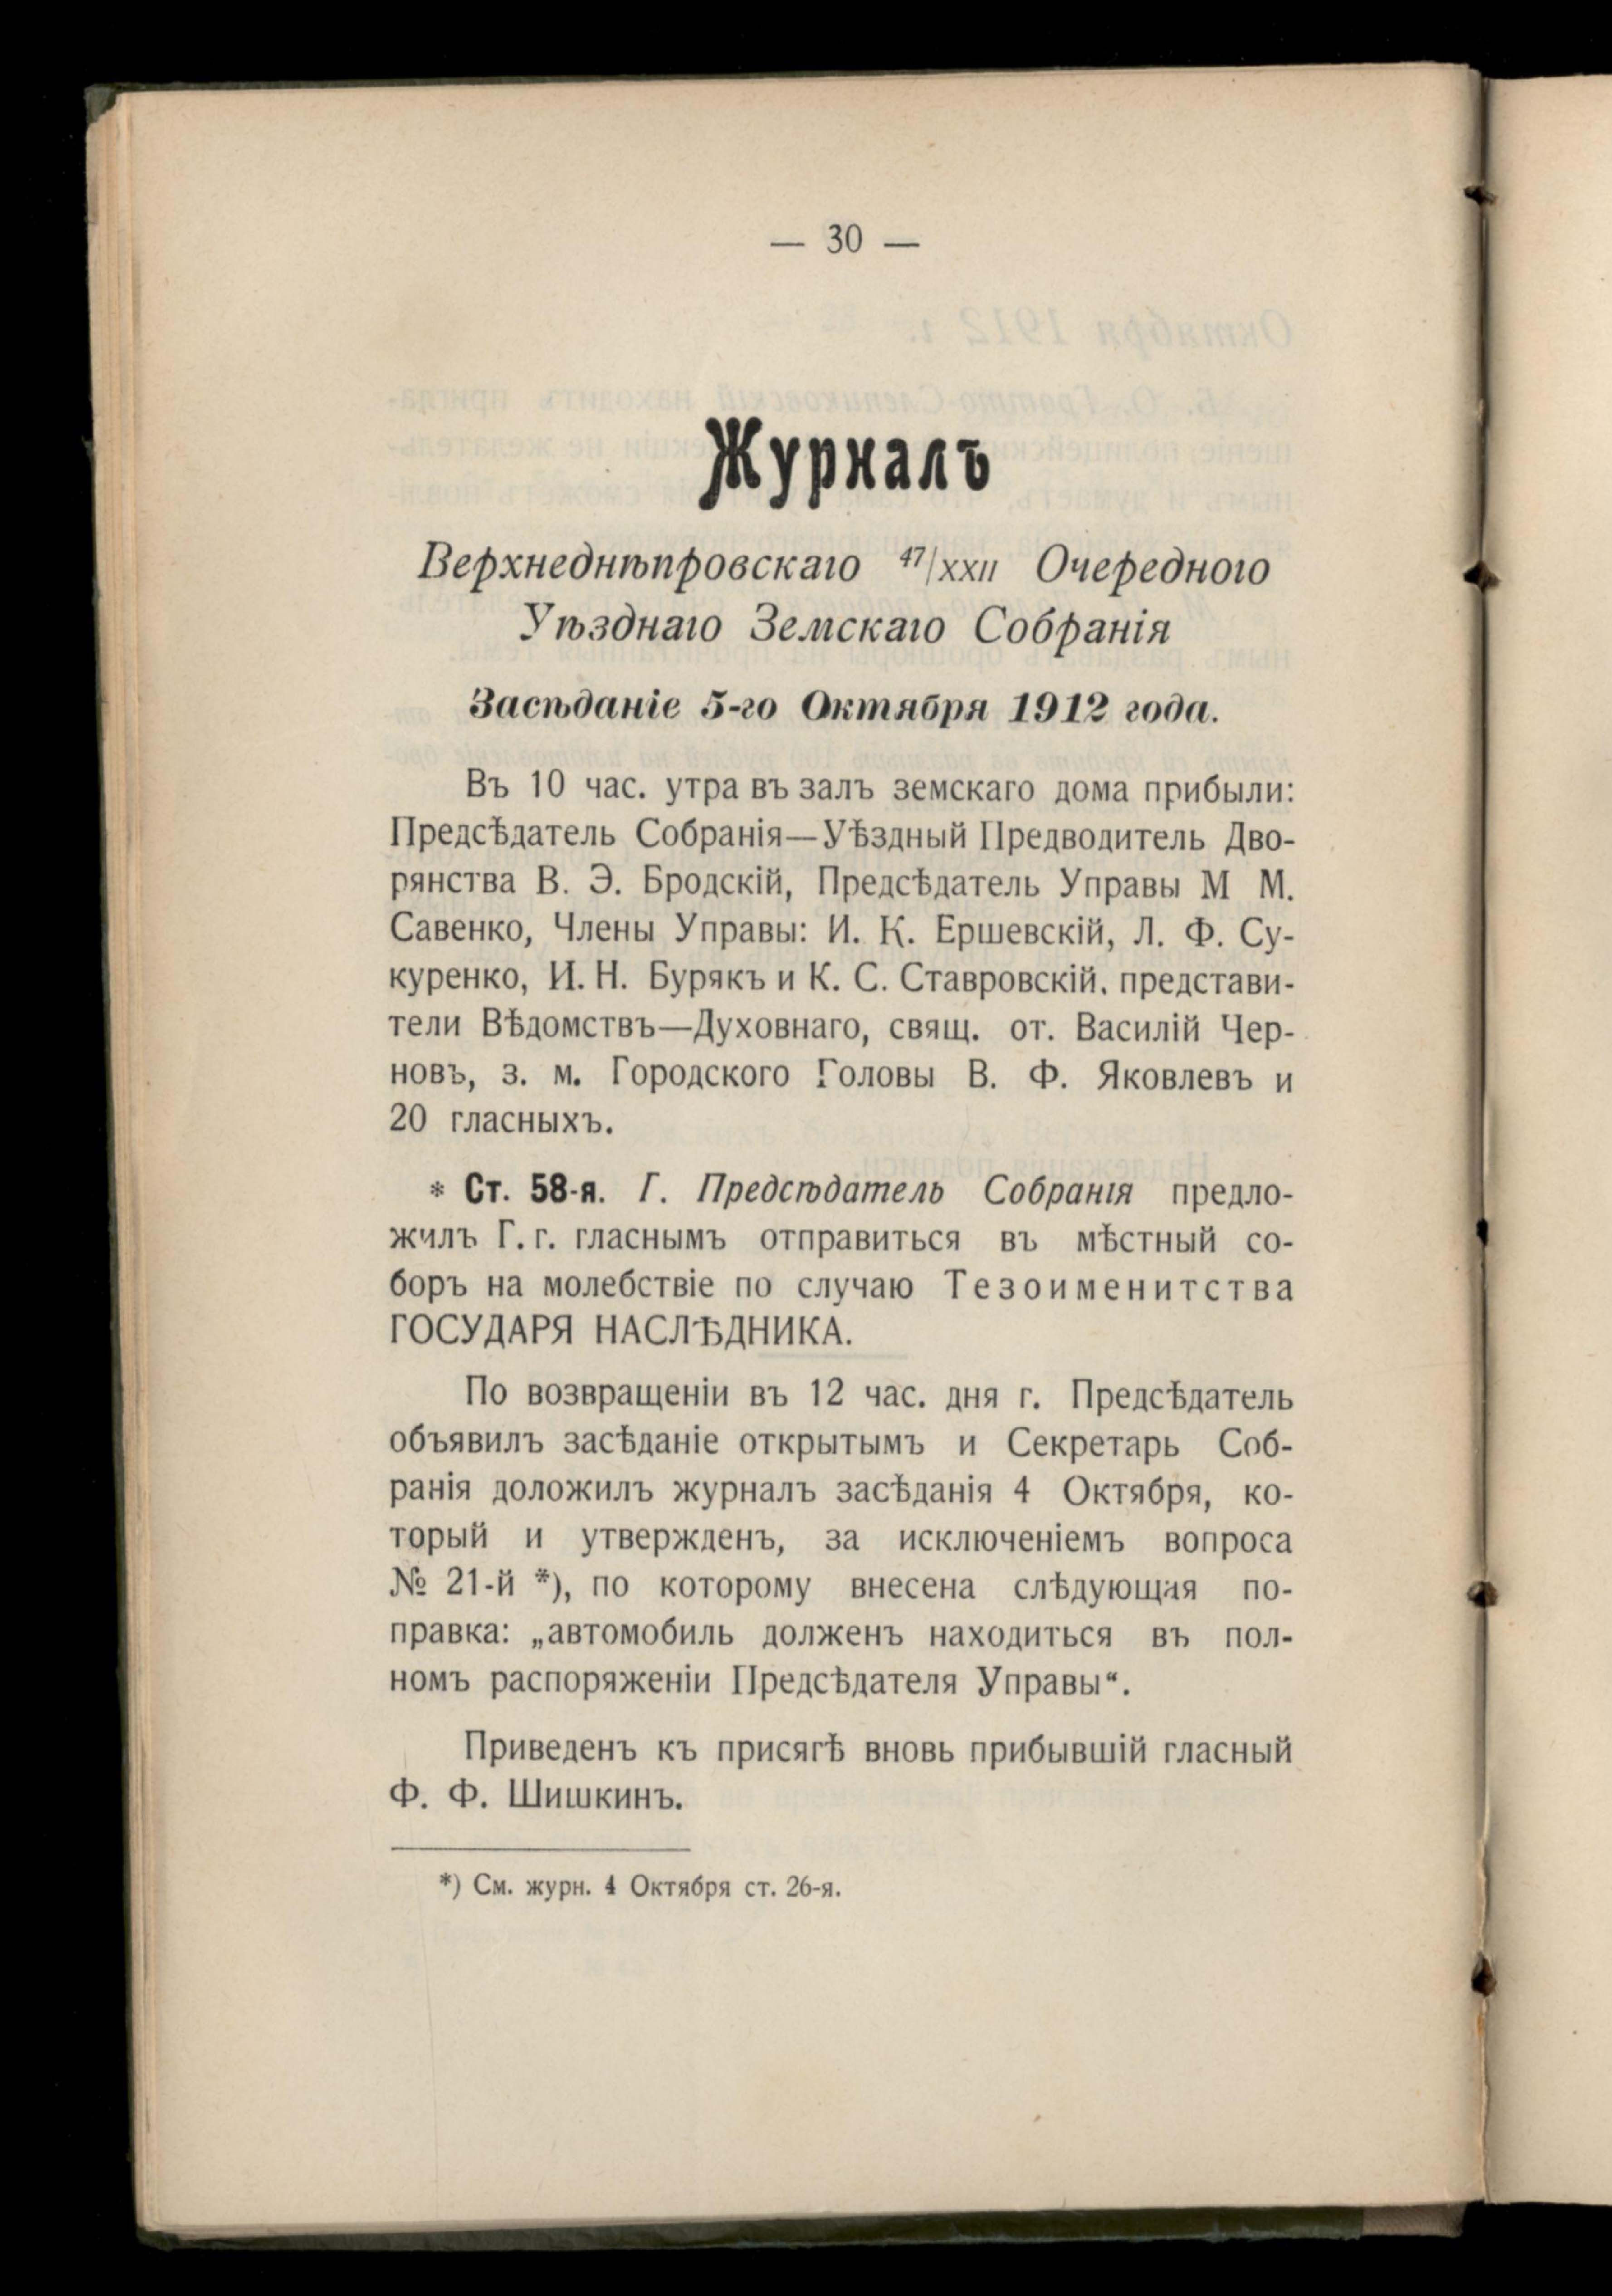 — 30 —
Журналъ
Верхнеднѣпровскаго 47/XXII Очередного
Уѣзднаго Земскаго Собранія
Засѣданіе 5-го Октября 1912 года.
Въ 10 час. утра въ залъ земскаго дома прибыли:
Предсѣдатель Собранія—Уѣздный Предводитель Дво-
рянства В. Э. Бродскій, Предсѣдатель Управы М М.
Савенко, Члены Управы: И. К. Ершевскій, Л. Ф. Су-
куренко, И. Н. Бурякъ и К. С. Ставровскій. представи-
тели Вѣдомствъ—Духовнаго, свящ. от. Василій Чер-
новъ, з. м. Городского Головы В. Ф. Яковлевъ и
20 гласныхъ.
* Ст. 58-я. Г. Предсѣдатель Собранія предло-
жилъ Г. г. гласнымъ отправиться въ мѣстный со-
боръ на молебствіе по случаю Тезоименитства
ГОСУДАРЯ НАСЛѢДНИКА.
По возвращеніи въ 12 час. дня г. Предсѣдатель
объявилъ засѣданіе открытымъ и Секретарь Соб-
ранія доложилъ журналъ засѣданія 4 Октября, ко-
торый и утвержденъ, за исключеніемъ вопроса
№ 21-й *), по которому внесена слѣдующая по-
правка: „автомобиль долженъ находиться въ пол-
номъ распоряженіи Предсѣдателя Управы“.
Приведенъ къ присягѣ вновь прибывшій гласный
Ф. Ф. Шишкинъ.
*) См. журн. 4 Октября ст. 26-я.